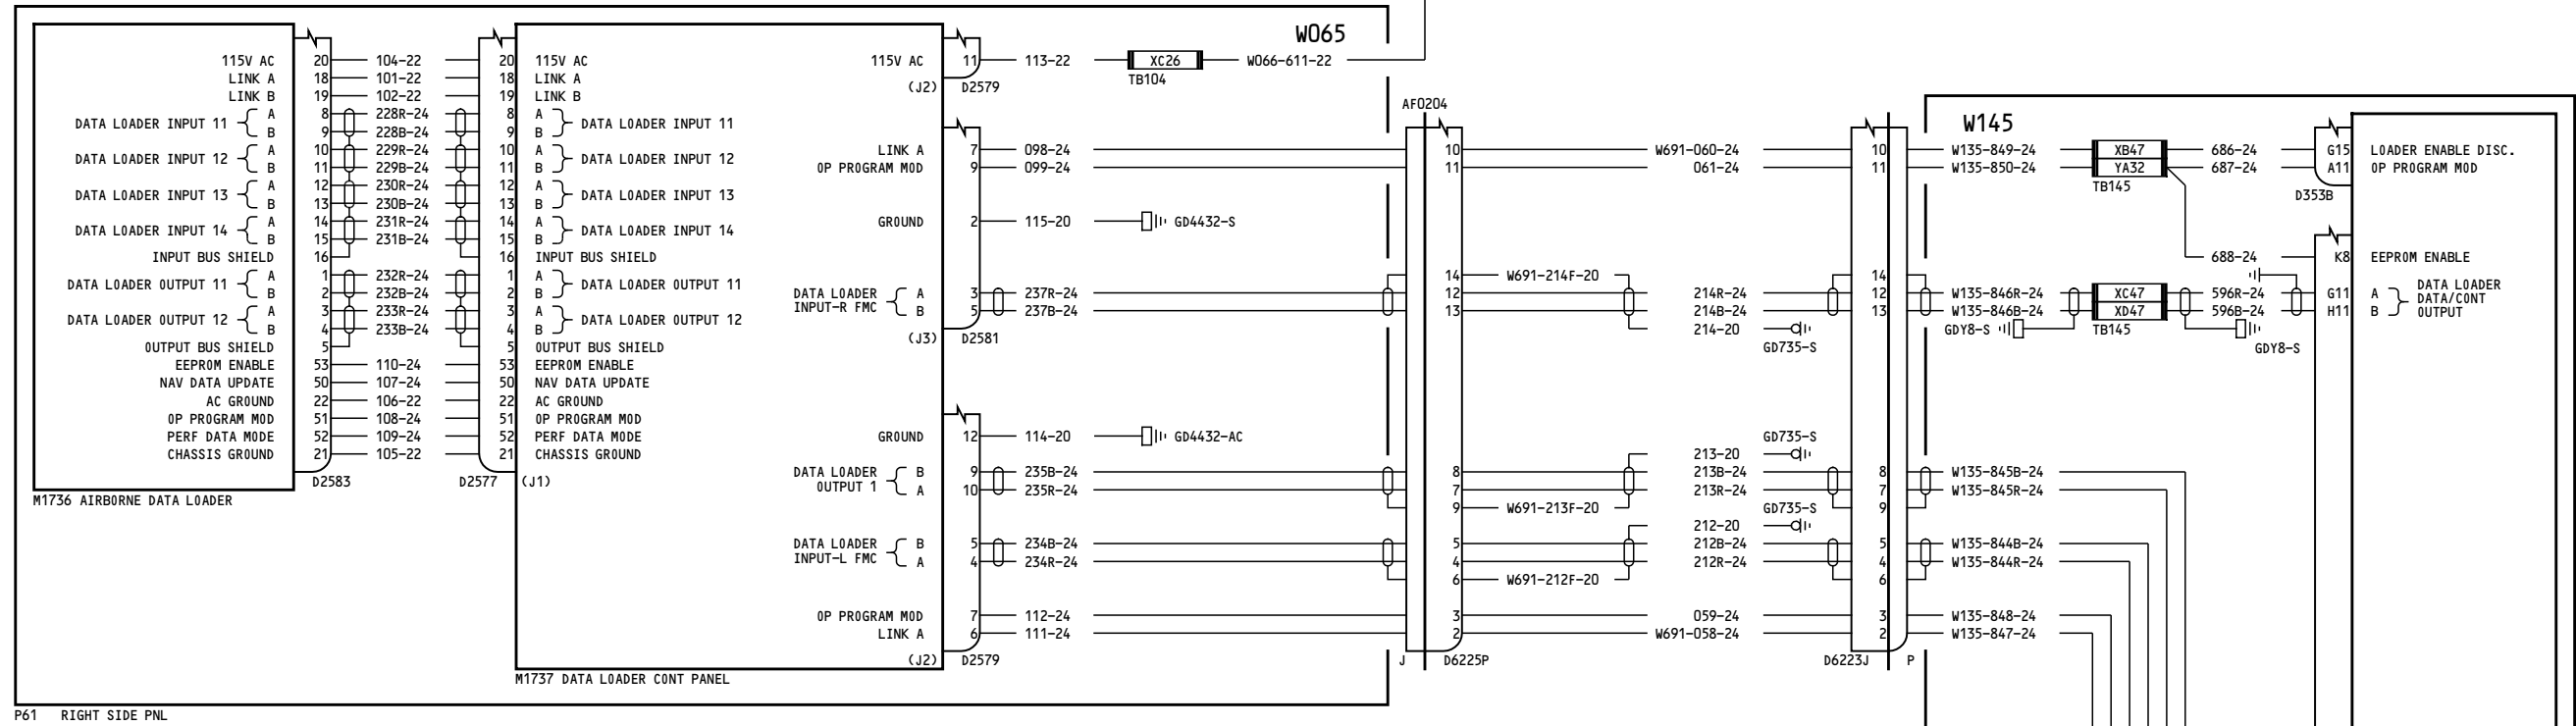 W065
115V AC 20 104-22 20 115V AC
LINK A 18 101-22 18 LINK A
LINK B 19 102-22 19 LINK B
DATA LOADER INPUT 11 A 8 228R-24 8 A DATA LOADER INPUT 11
B 9 228B-24 9 B
DATA LOADER INPUT 12 A 10 229R-24 10 A DATA LOADER INPUT 12
B 11 229B-24 11 B
DATA LOADER INPUT 13 A 12 230R-24 12 A DATA LOADER INPUT 13
B 13 230B-24 13 B
DATA LOADER INPUT 14 A 14 231R-24 14 A DATA LOADER INPUT 14
B 15 231B-24 15 B
INPUT BUS SHIELD 16 16 INPUT BUS SHIELD
DATA LOADER OUTPUT 11 A 1 232R-24 1 A DATA LOADER OUTPUT 11
B 2 232B-24 2 B
DATA LOADER OUTPUT 12 A 3 233R-24 3 A DATA LOADER OUTPUT 12
B 4 233B-24 4 B
OUTPUT BUS SHIELD 5 5 OUTPUT BUS SHIELD
EEPROM ENABLE 53 110-24 53 EEPROM ENABLE
NAV DATA UPDATE 50 107-24 50 NAV DATA UPDATE
AC GROUND 22 106-22 22 AC GROUND
OP PROGRAM MOD 51 108-24 51 OP PROGRAM MOD
PERF DATA MODE 52 109-24 52 PERF DATA MODE
CHASSIS GROUND 21 105-22 21 CHASSIS GROUND
D2583 D2577 (J1)
M1736 AIRBORNE DATA LOADER
115V AC 11 113-22 XC26 W066-611-22
TB104
(J2) D2579
LINK A 7 098-24
OP PROGRAM MOD 9 099-24
GROUND 2 115-20 GD4432-S
DATA LOADER
INPUT-R FMC
A 3 237R-24
B 5 237B-24
(J3) D2581
GROUND 12 114-20 GD4432-AC
DATA LOADER
OUTPUT 1
B 9 235B-24
A 10 235R-24
DATA LOADER
INPUT-L FMC
B 5 234B-24
A 4 234R-24
OP PROGRAM MOD 7 112-24
LINK A 6 111-24
(J2) D2579
M1737 DATA LOADER CONT PANEL
P61 RIGHT SIDE PNL
AF0204
10 W691-060-24 10
11 061-24 11
14 W691-214F-20 14
12 214R-24 12
13 214B-24 13
214-20
GD735-S
GD735-S
213-20
8 213B-24 8
7 213R-24 7
9 W691-213F-20 GD735-S 9
212-20
5 212B-24 5
4 212R-24 4
6 W691-212F-20 6
3 059-24 3
2 W691-058-24 2
J D6225P D6223J P
W145
W135-849-24 XB47 686-24 G15 LOADER ENABLE DISC.
W135-850-24 YA32 687-24 A11 OP PROGRAM MOD
TB145
D353B
688-24 K8 EEPROM ENABLE
W135-846R-24 XC47 596R-24 G11 A
W135-846B-24 XD47 596B-24 H11 B
DATA LOADER
DATA/CONT
OUTPUT
GDY8-S TB145 GDY8-S
W135-845B-24
W135-845R-24
W135-844B-24
W135-844R-24
W135-848-24
W135-847-24